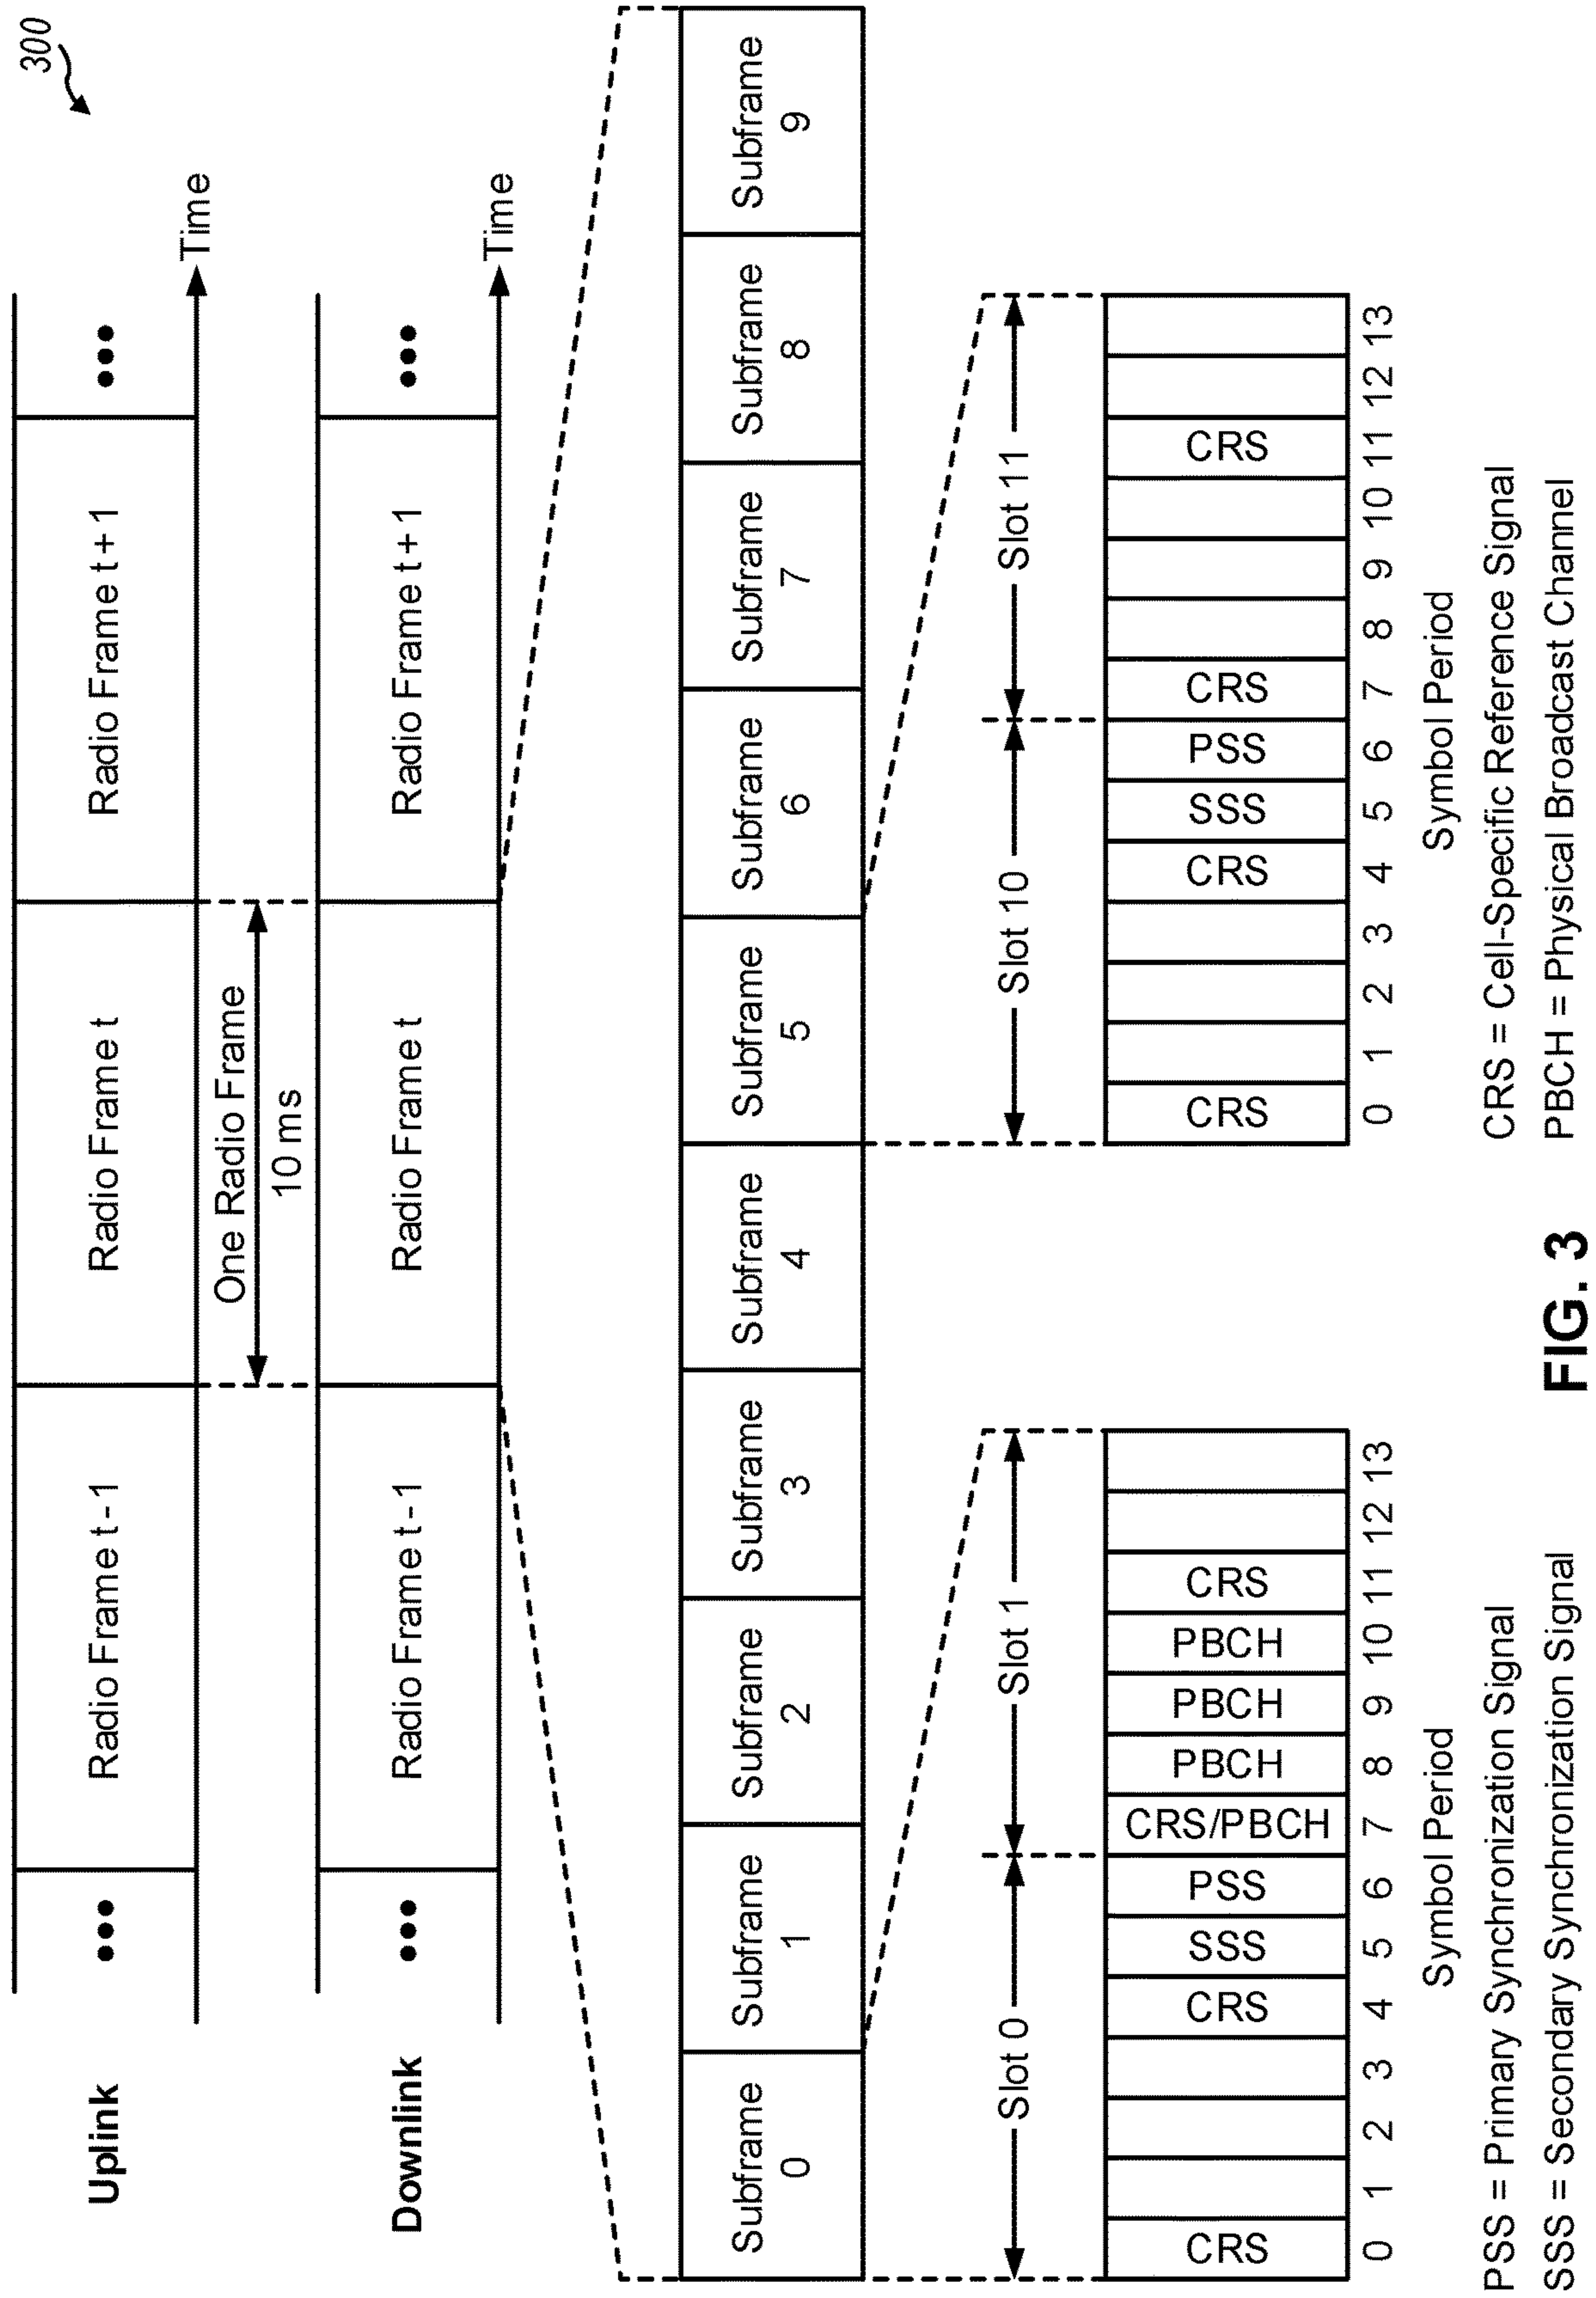 300
Uplink
••• Radio Frame t - 1 Radio Frame t Radio Frame t + 1 •••
Time
One Radio Frame
10 ms
Downlink
••• Radio Frame t - 1 Radio Frame t Radio Frame t + 1 •••
Time
Subframe Subframe Subframe Subframe Subframe Subframe Subframe Subframe Subframe Subframe
0 1 2 3 4 5 6 7 8 9
Slot 0 Slot 1 Slot 10 Slot 11
CRS CRS SSS PSS CRS/PBCH PBCH PBCH PBCH CRS
0 1 2 3 4 5 6 7 8 9 10 11 12 13
Symbol Period
CRS CRS SSS PSS CRS CRS
0 1 2 3 4 5 6 7 8 9 10 11 12 13
Symbol Period
PSS = Primary Synchronization Signal
SSS = Secondary Synchronization Signal
CRS = Cell-Specific Reference Signal
PBCH = Physical Broadcast Channel
FIG. 3